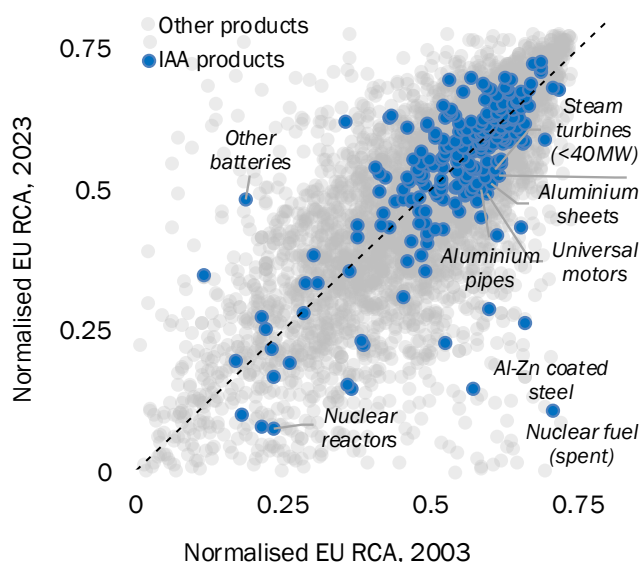 Other products
IAA products
0.75
0.5
0.25
0
0
0.25
0.5
0.75
Normalised EU RCA, 2023
Normalised EU RCA, 2003
Other
batteries
Steam
turbines
(<40MW)
Aluminium
sheets
Aluminium
pipes
Universal
motors
Al-Zn coated
steel
Nuclear
reactors
Nuclear fuel
(spent)